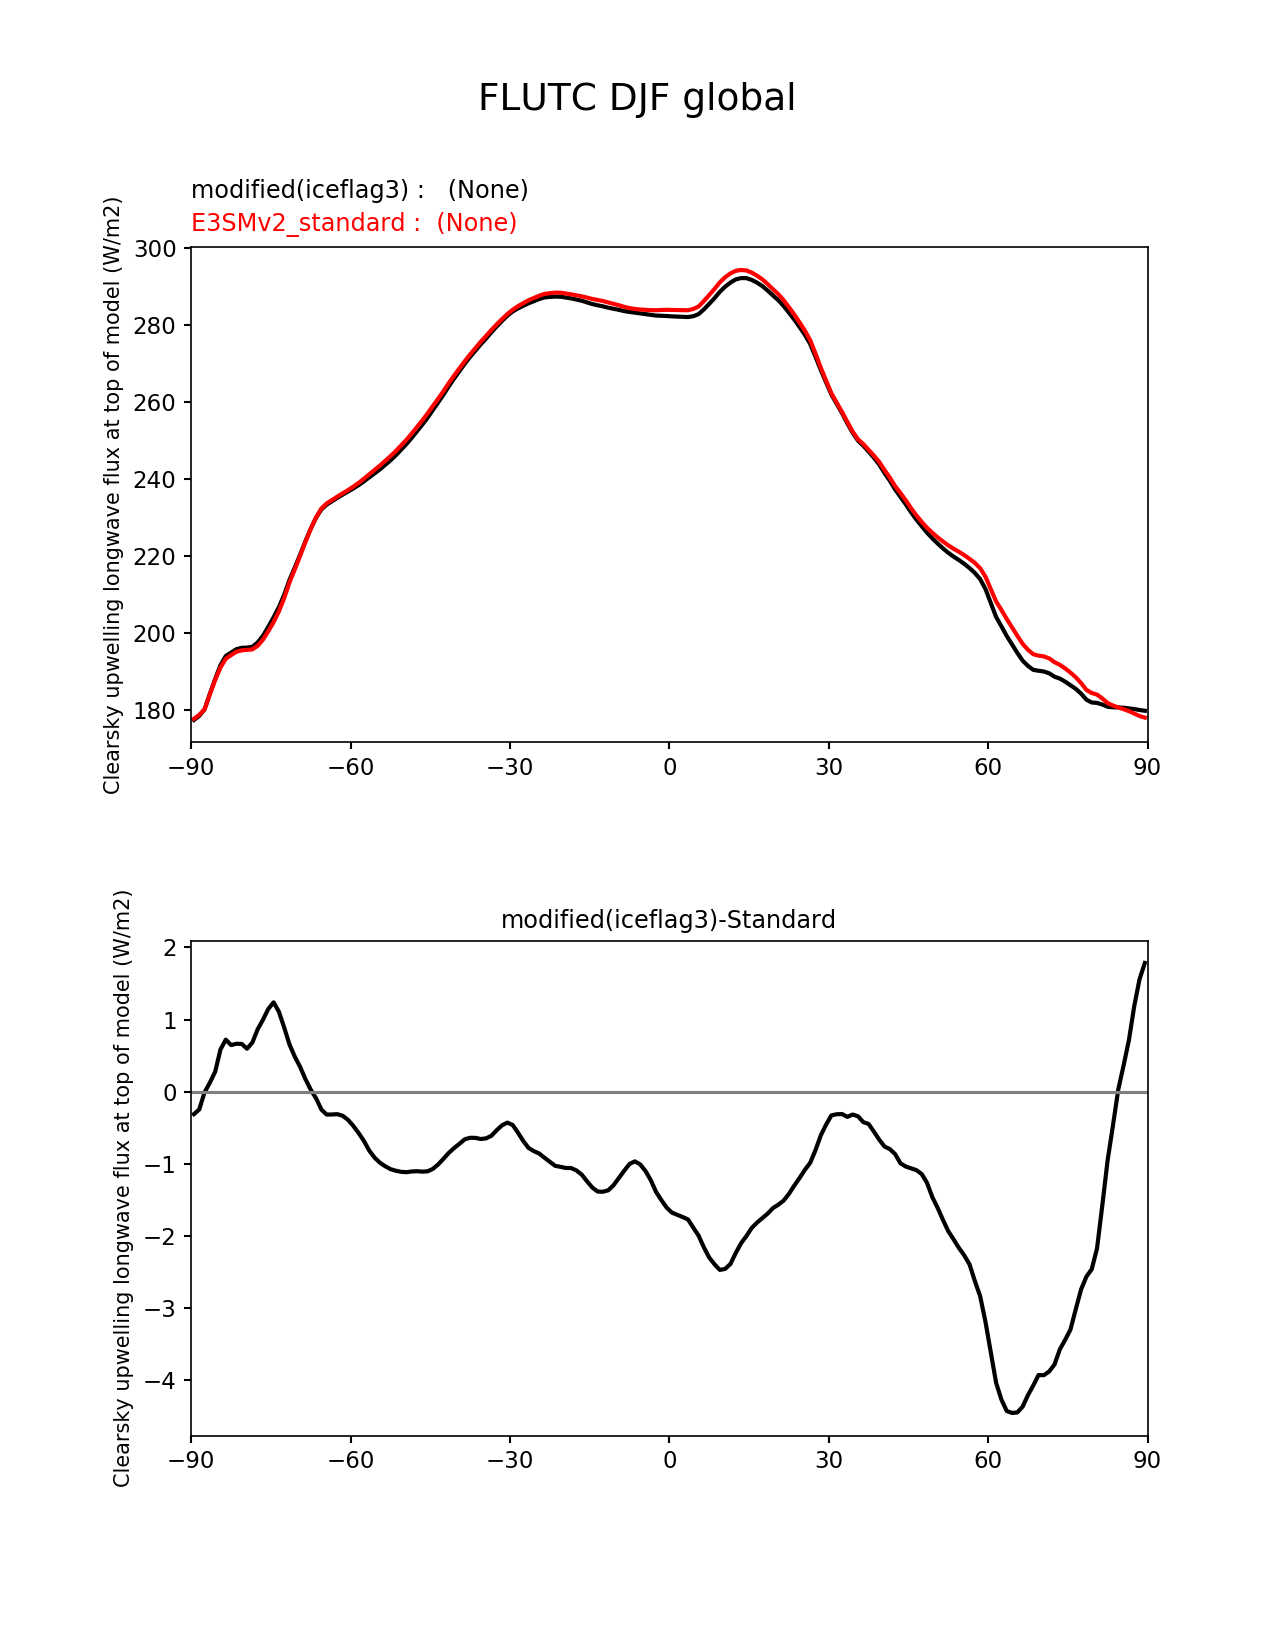 FLUTC DJF global
modified(iceflag3) :   (None)
E3SMv2_standard :  (None)
Clearsky upwelling longwave flux at top of model (W/m2)
300
280
260
240
220
200
180
−90 −60 −30 0 30 60 90
modified(iceflag3)-Standard
Clearsky upwelling longwave flux at top of model (W/m2)
2
1
0
−1
−2
−3
−4
−90 −60 −30 0 30 60 90